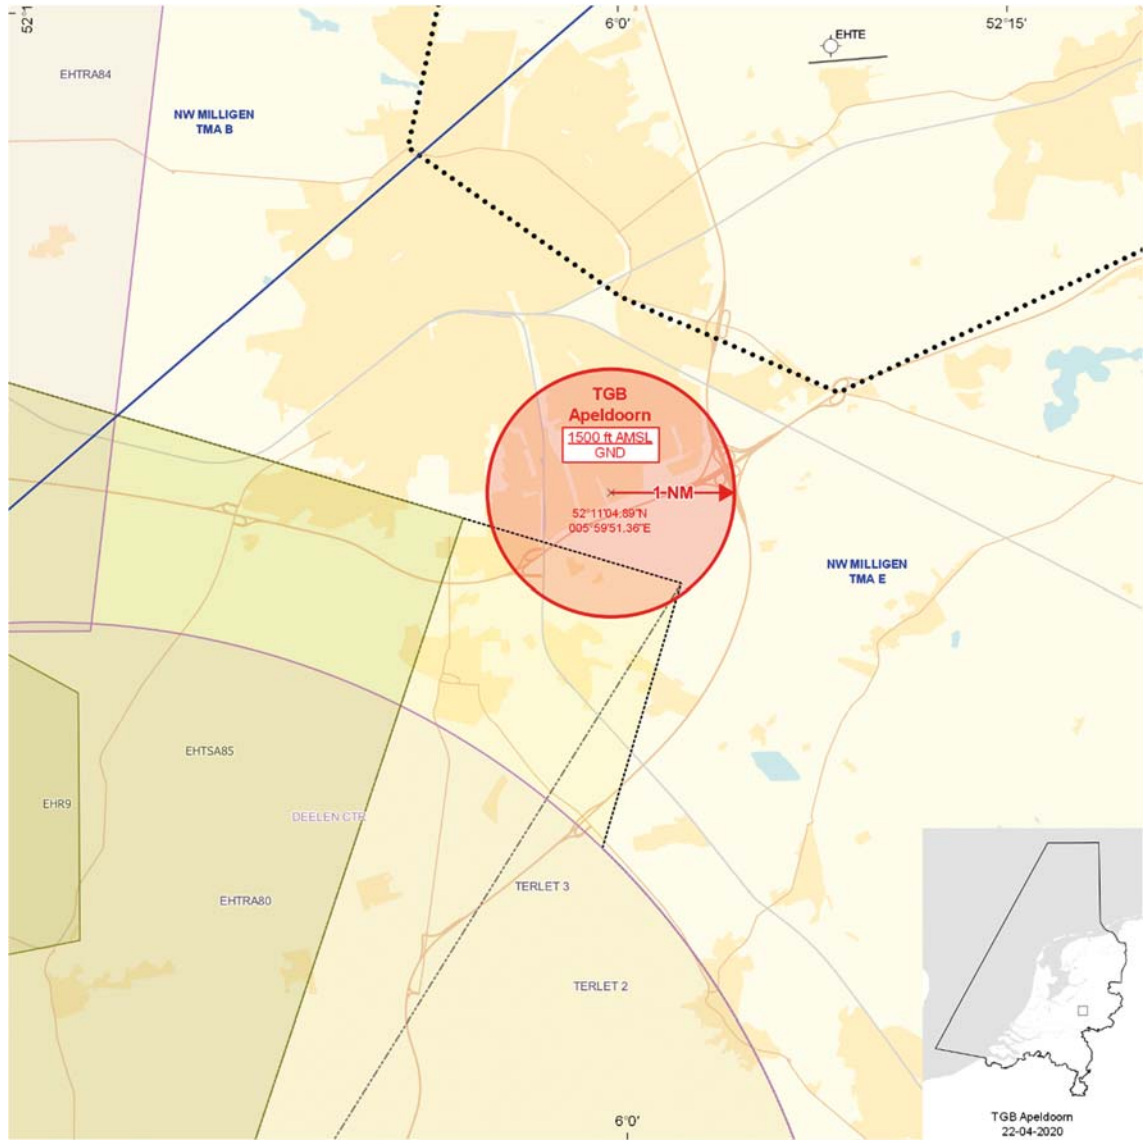 52°1
6°0'
52°15'
EHTE
EHTRA84
NW MILLIGEN
TMA B
TGB
Apeldoorn
1500 ft AMSL
GND
1 NM
52°11'04.89"N
005°59'51.36"E
NW MILLIGEN
TMA E
EHTSA85
EHR9
DEELEN CTR
TERLET 3
EHTRA80
TERLET 2
6°0'
TGB Apeldoorn
22-04-2020